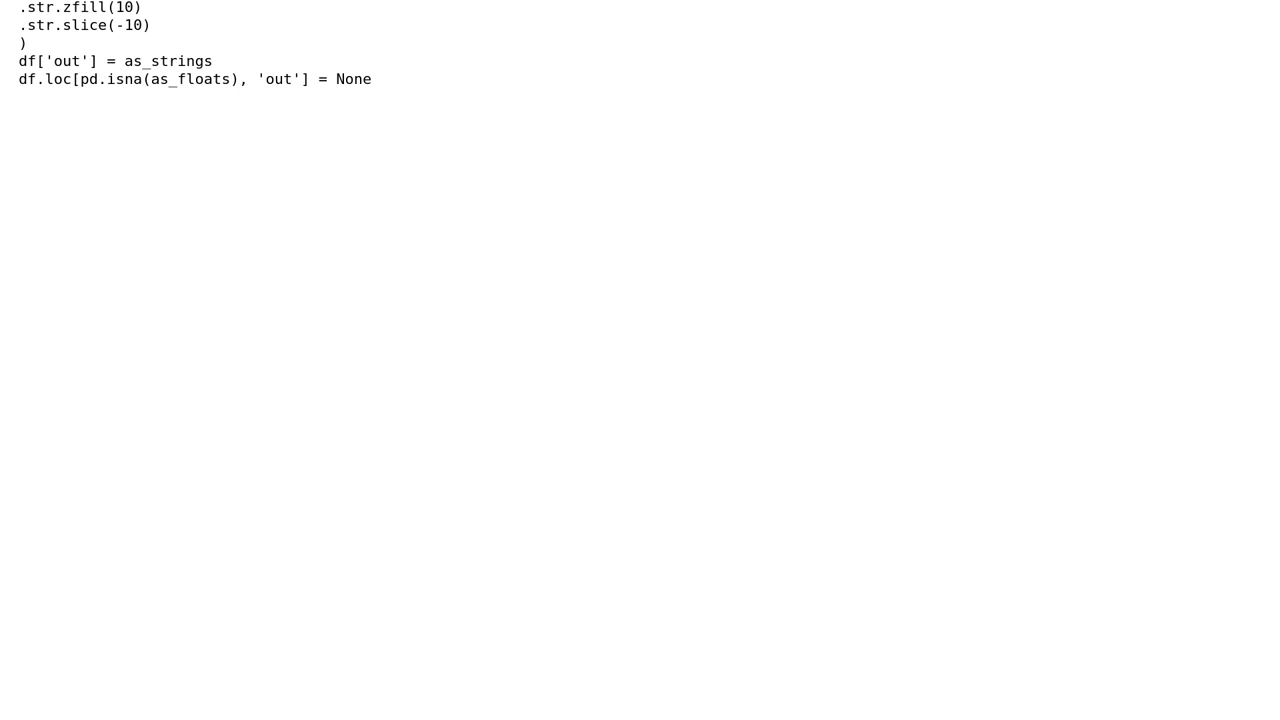 .str.zfill(10)
.str.slice(-10)
)
df['out'] = as_strings
df.loc[pd.isna(as_floats), 'out'] = None